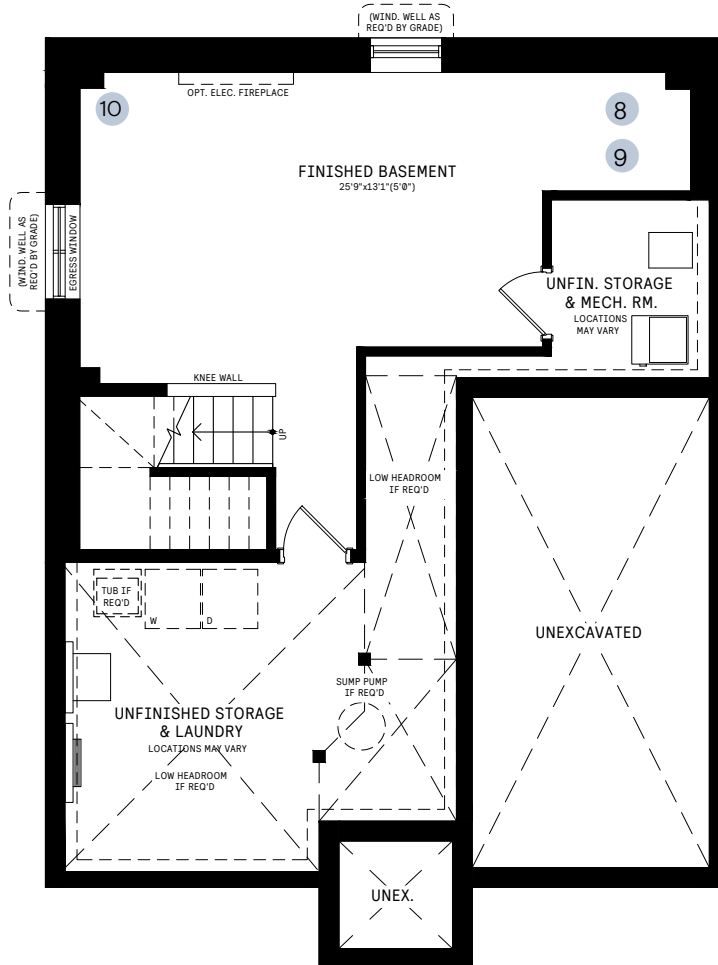 (WIND. WELL AS
REQ'D BY GRADE)
OPT. ELEC. FIREPLACE
10
8
9
FINISHED BASEMENT
25'9"x13'1"(5'0")
(WIND. WELL AS
REQ'D BY GRADE)
EGRESS WINDOW
UNFIN. STORAGE
& MECH. RM.
LOCATIONS
MAY VARY
KNEE WALL
UP
LOW HEADROOM
IF REQ'D
TUB IF
REQ'D
W
D
UNEXCAVATED
SUMP PUMP
IF REQ'D
UNFINISHED STORAGE
& LAUNDRY
LOCATIONS MAY VARY
LOW HEADROOM
IF REQ'D
UNEX.